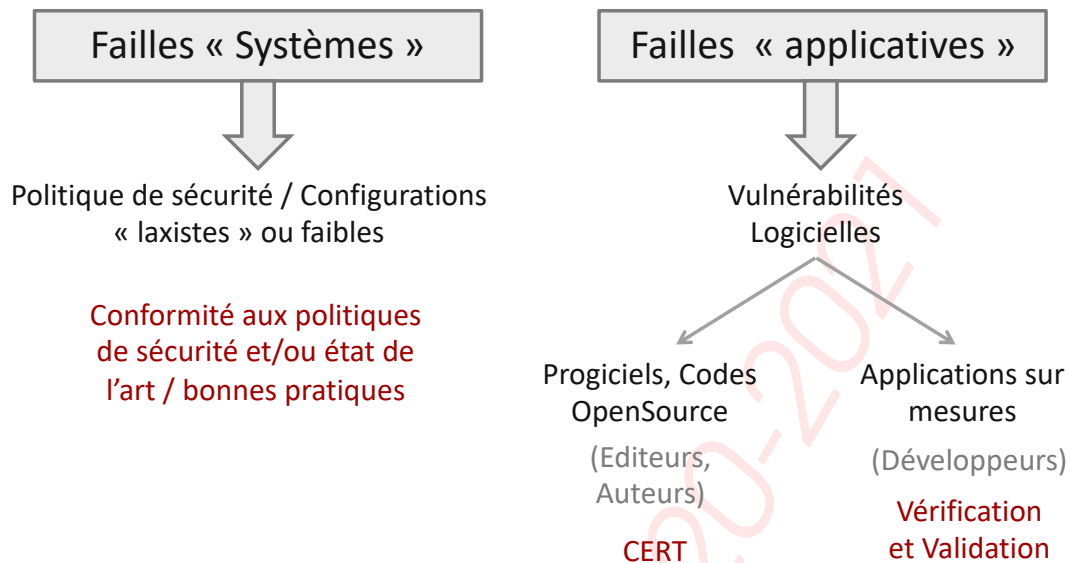 Failles « Systèmes »
Politique de sécurité / Configurations
« laxistes » ou faibles
Conformité aux politiques
de sécurité et/ou état de
l'art / bonnes pratiques
Failles « applicatives »
Vulnérabilités
Logicielles
Progiciels, Codes
OpenSource
(Editeurs,
Auteurs)
CERT
Applications sur
mesures
(Développeurs)
Vérification
et Validation
20-2021